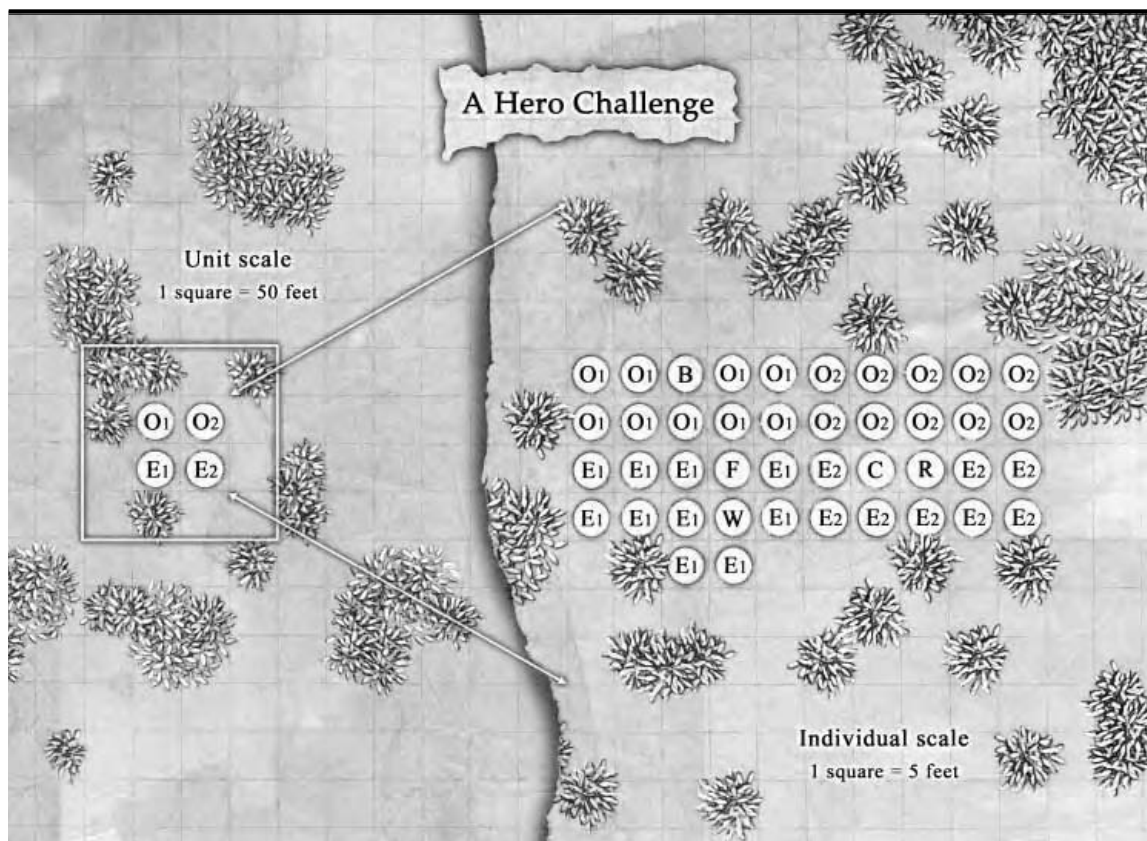 A Hero Challenge
Unit scale
1 square = 50 feet
O1 O2
E1 E2
O1 O1 B O1 O1 O2 O2 O2 O2 O2
O1 O1 O1 O1 O1 O2 O2 O2 O2 O2
E1 E1 E1 F E1 E2 C R E2 E2
E1 E1 E1 W E1 E2 E2 E2 E2 E2
E1 E1
Individual scale
1 square = 5 feet